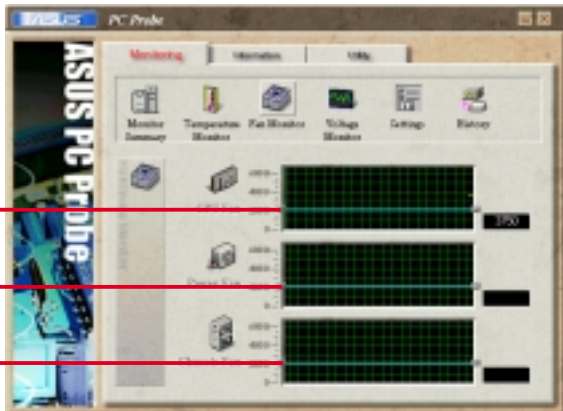 ASUS PC Probe
ASUS PC Probe
Monitoring Information Utility
Monitor Summary
Temperature Monitor
Fan Monitor
Voltage Monitor
Settings
History
Fan
3750
Power Fan
Chassis Fan